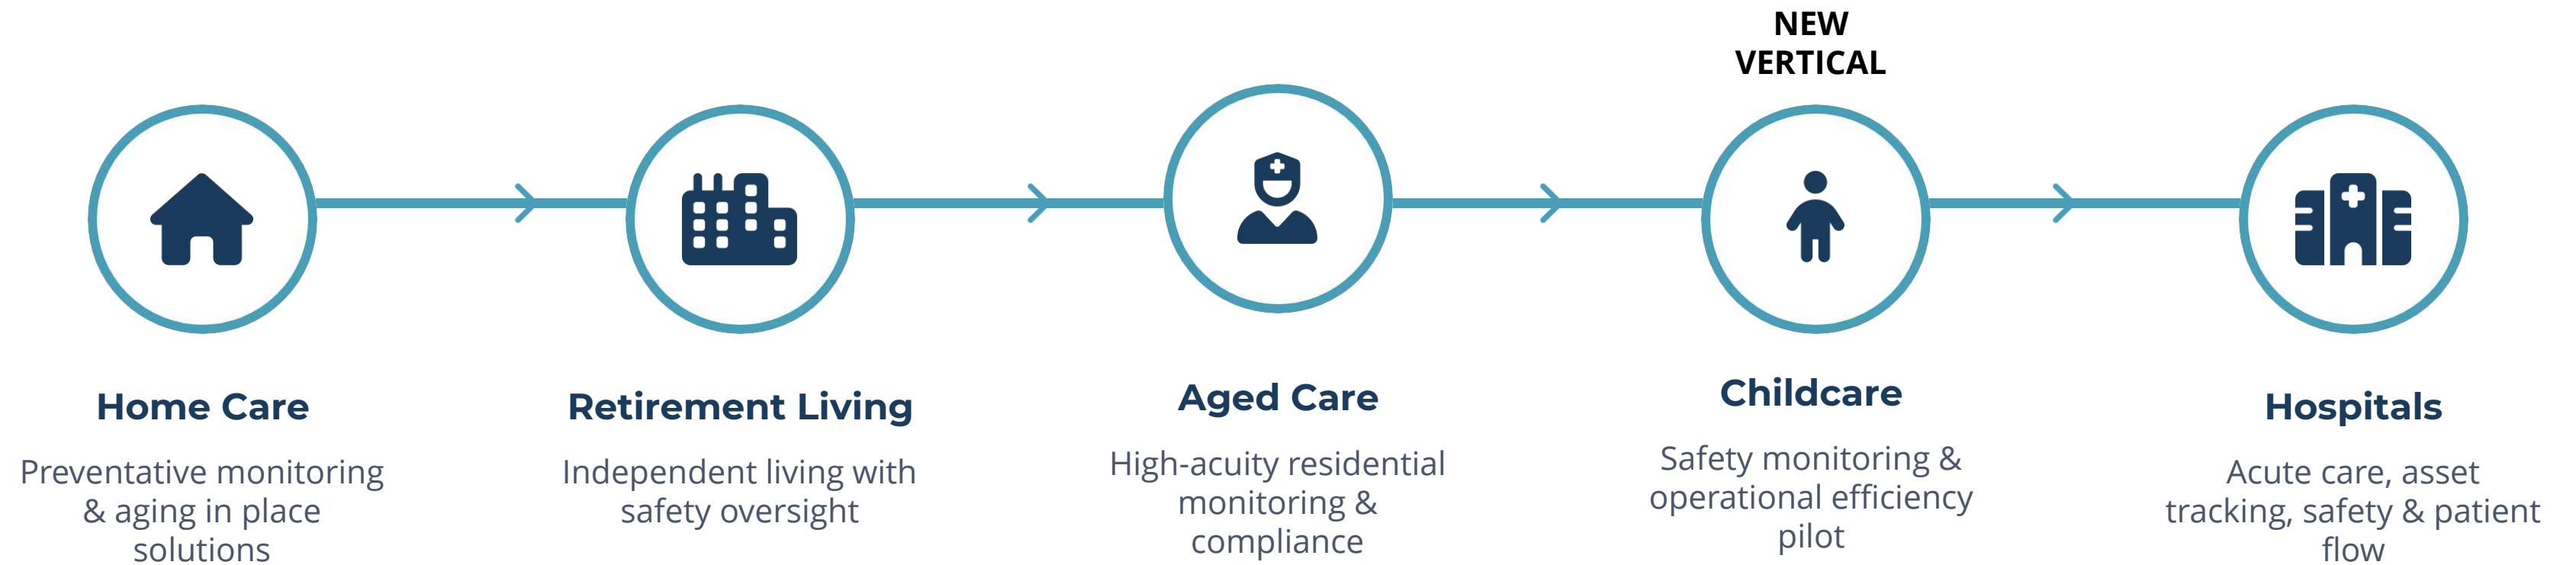 NEW
VERTICAL
Home Care
Preventative monitoring
& aging in place
solutions
Retirement Living
Independent living with
safety oversight
Aged Care
High-acuity residential
monitoring &
compliance
Childcare
Safety monitoring &
operational efficiency
pilot
Hospitals
Acute care, asset
tracking, safety & patient
flow